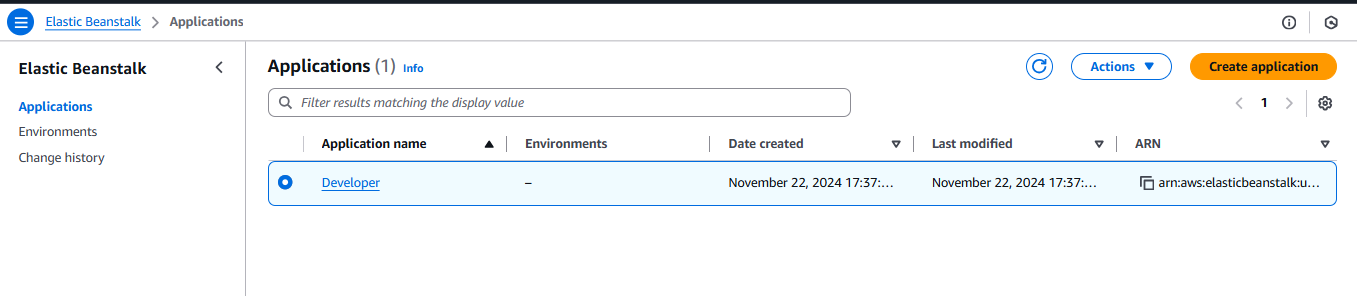 Elastic Beanstalk > Applications
Elastic Beanstalk
Applications
Environments
Change history
Applications (1) Info
Actions
Create application
Filter results matching the display value
1
Application name Environments Date created Last modified ARN
Developer – November 22, 2024 17:37:... November 22, 2024 17:37:... arn:aws:elasticbeanstalk:u...